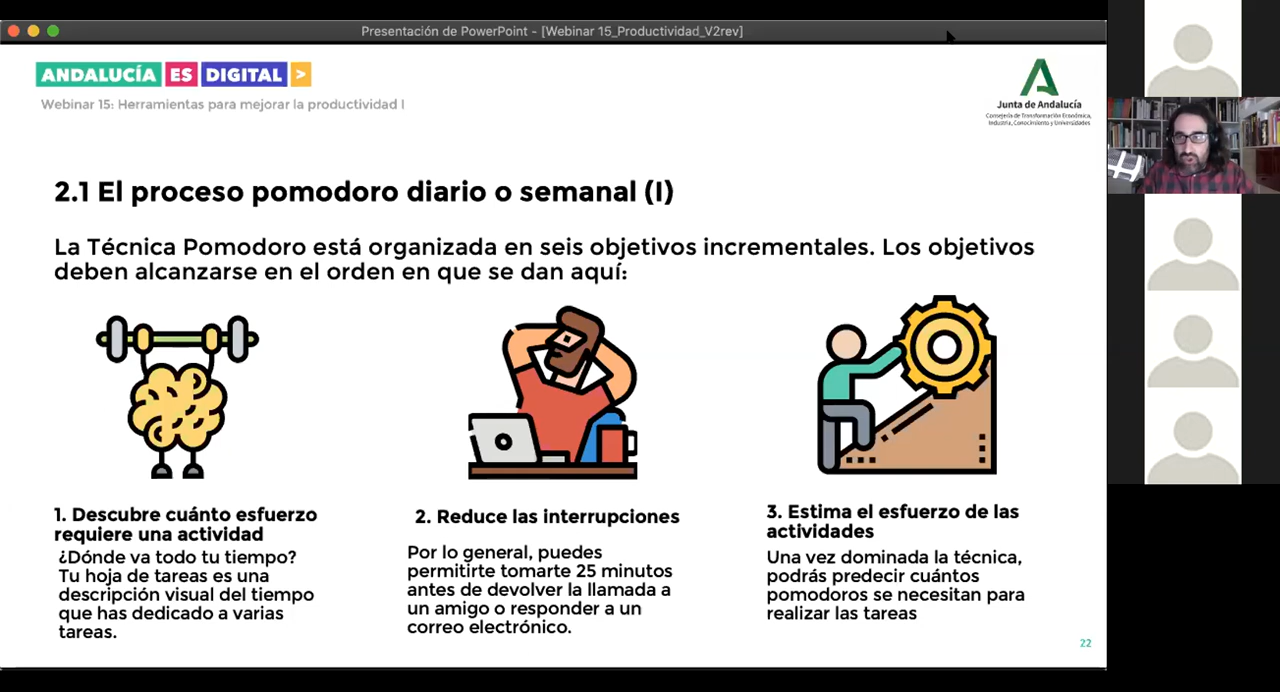 Presentación de PowerPoint - [Webinar 15_Productividad_V2rev]
ANDALUCÍA ES DIGITAL >
Webinar 15: Herramientas para mejorar la productividad I
Junta de Andalucía
Consejería de Transformación Económica,
Industria, Conocimiento y Universidades
2.1 El proceso pomodoro diario o semanal (I)
La Técnica Pomodoro está organizada en seis objetivos incrementales. Los objetivos
deben alcanzarse en el orden en que se dan aquí:
1. Descubre cuánto esfuerzo
requiere una actividad
¿Dónde va todo tu tiempo?
Tu hoja de tareas es una
descripción visual del tiempo
que has dedicado a varias
tareas.
2. Reduce las interrupciones
Por lo general, puedes
permitirte tomarte 25 minutos
antes de devolver la llamada a
un amigo o responder a un
correo electrónico.
3. Estima el esfuerzo de las
actividades
Una vez dominada la técnica,
podrás predecir cuántos
pomodoros se necesitan para
realizar las tareas
22